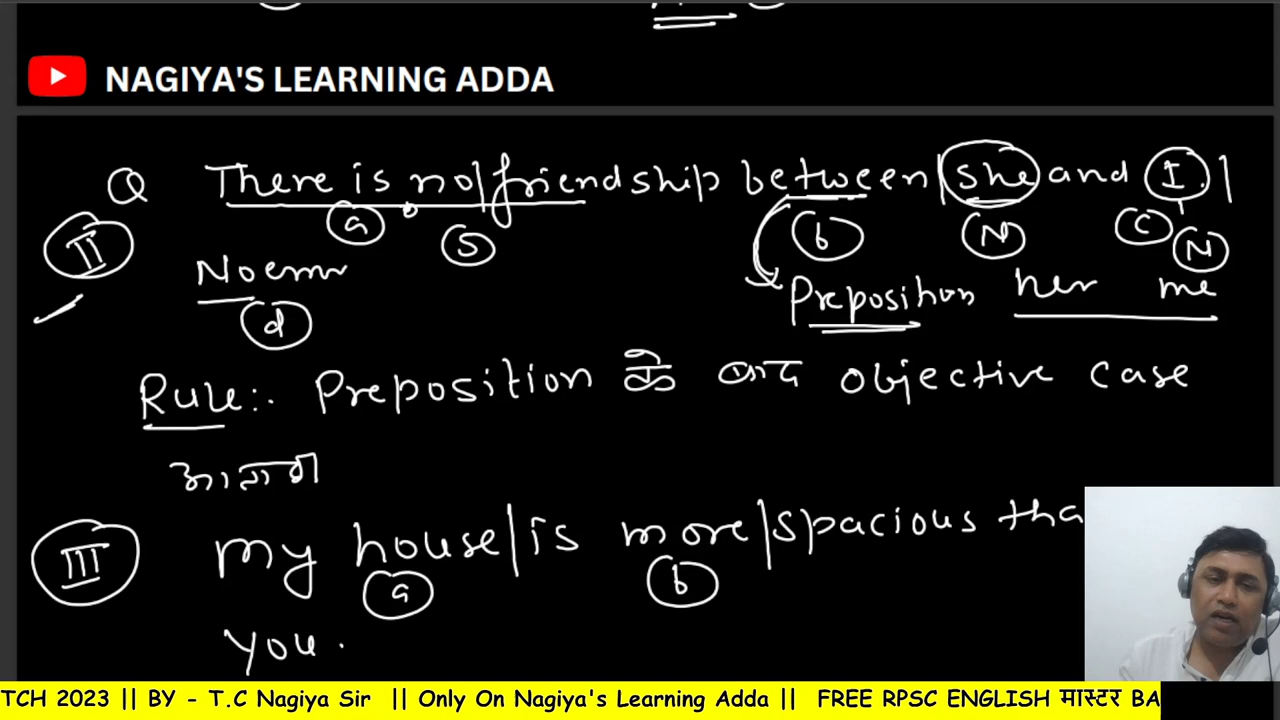 NAGIYA'S LEARNING ADDA
Q There is no / friendship between / she and I. /
a S b N C N
II
No error
d
Preposition her me
Rule:- Preposition के बाद objective case
आयेगी
III My house / is more / spacious tha
a b
you.
TCH 2023 || BY - T.C Nagiya Sir || Only On Nagiya's Learning Adda || FREE RPSC ENGLISH मास्टर BA